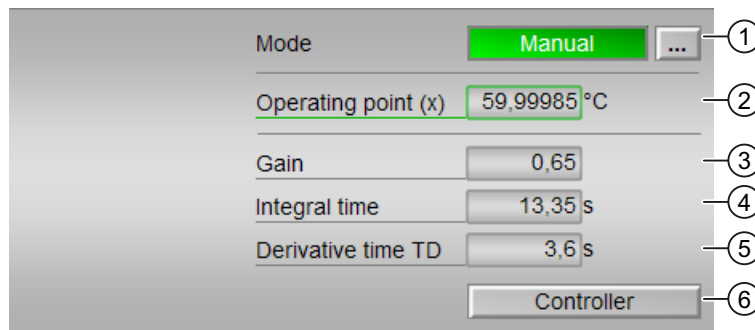 Mode Manual ... 1
Operating point (x) 59,99985 °C 2
Gain 0,65 3
Integral time 13,35 s 4
Derivative time TD 3,6 s 5
Controller 6